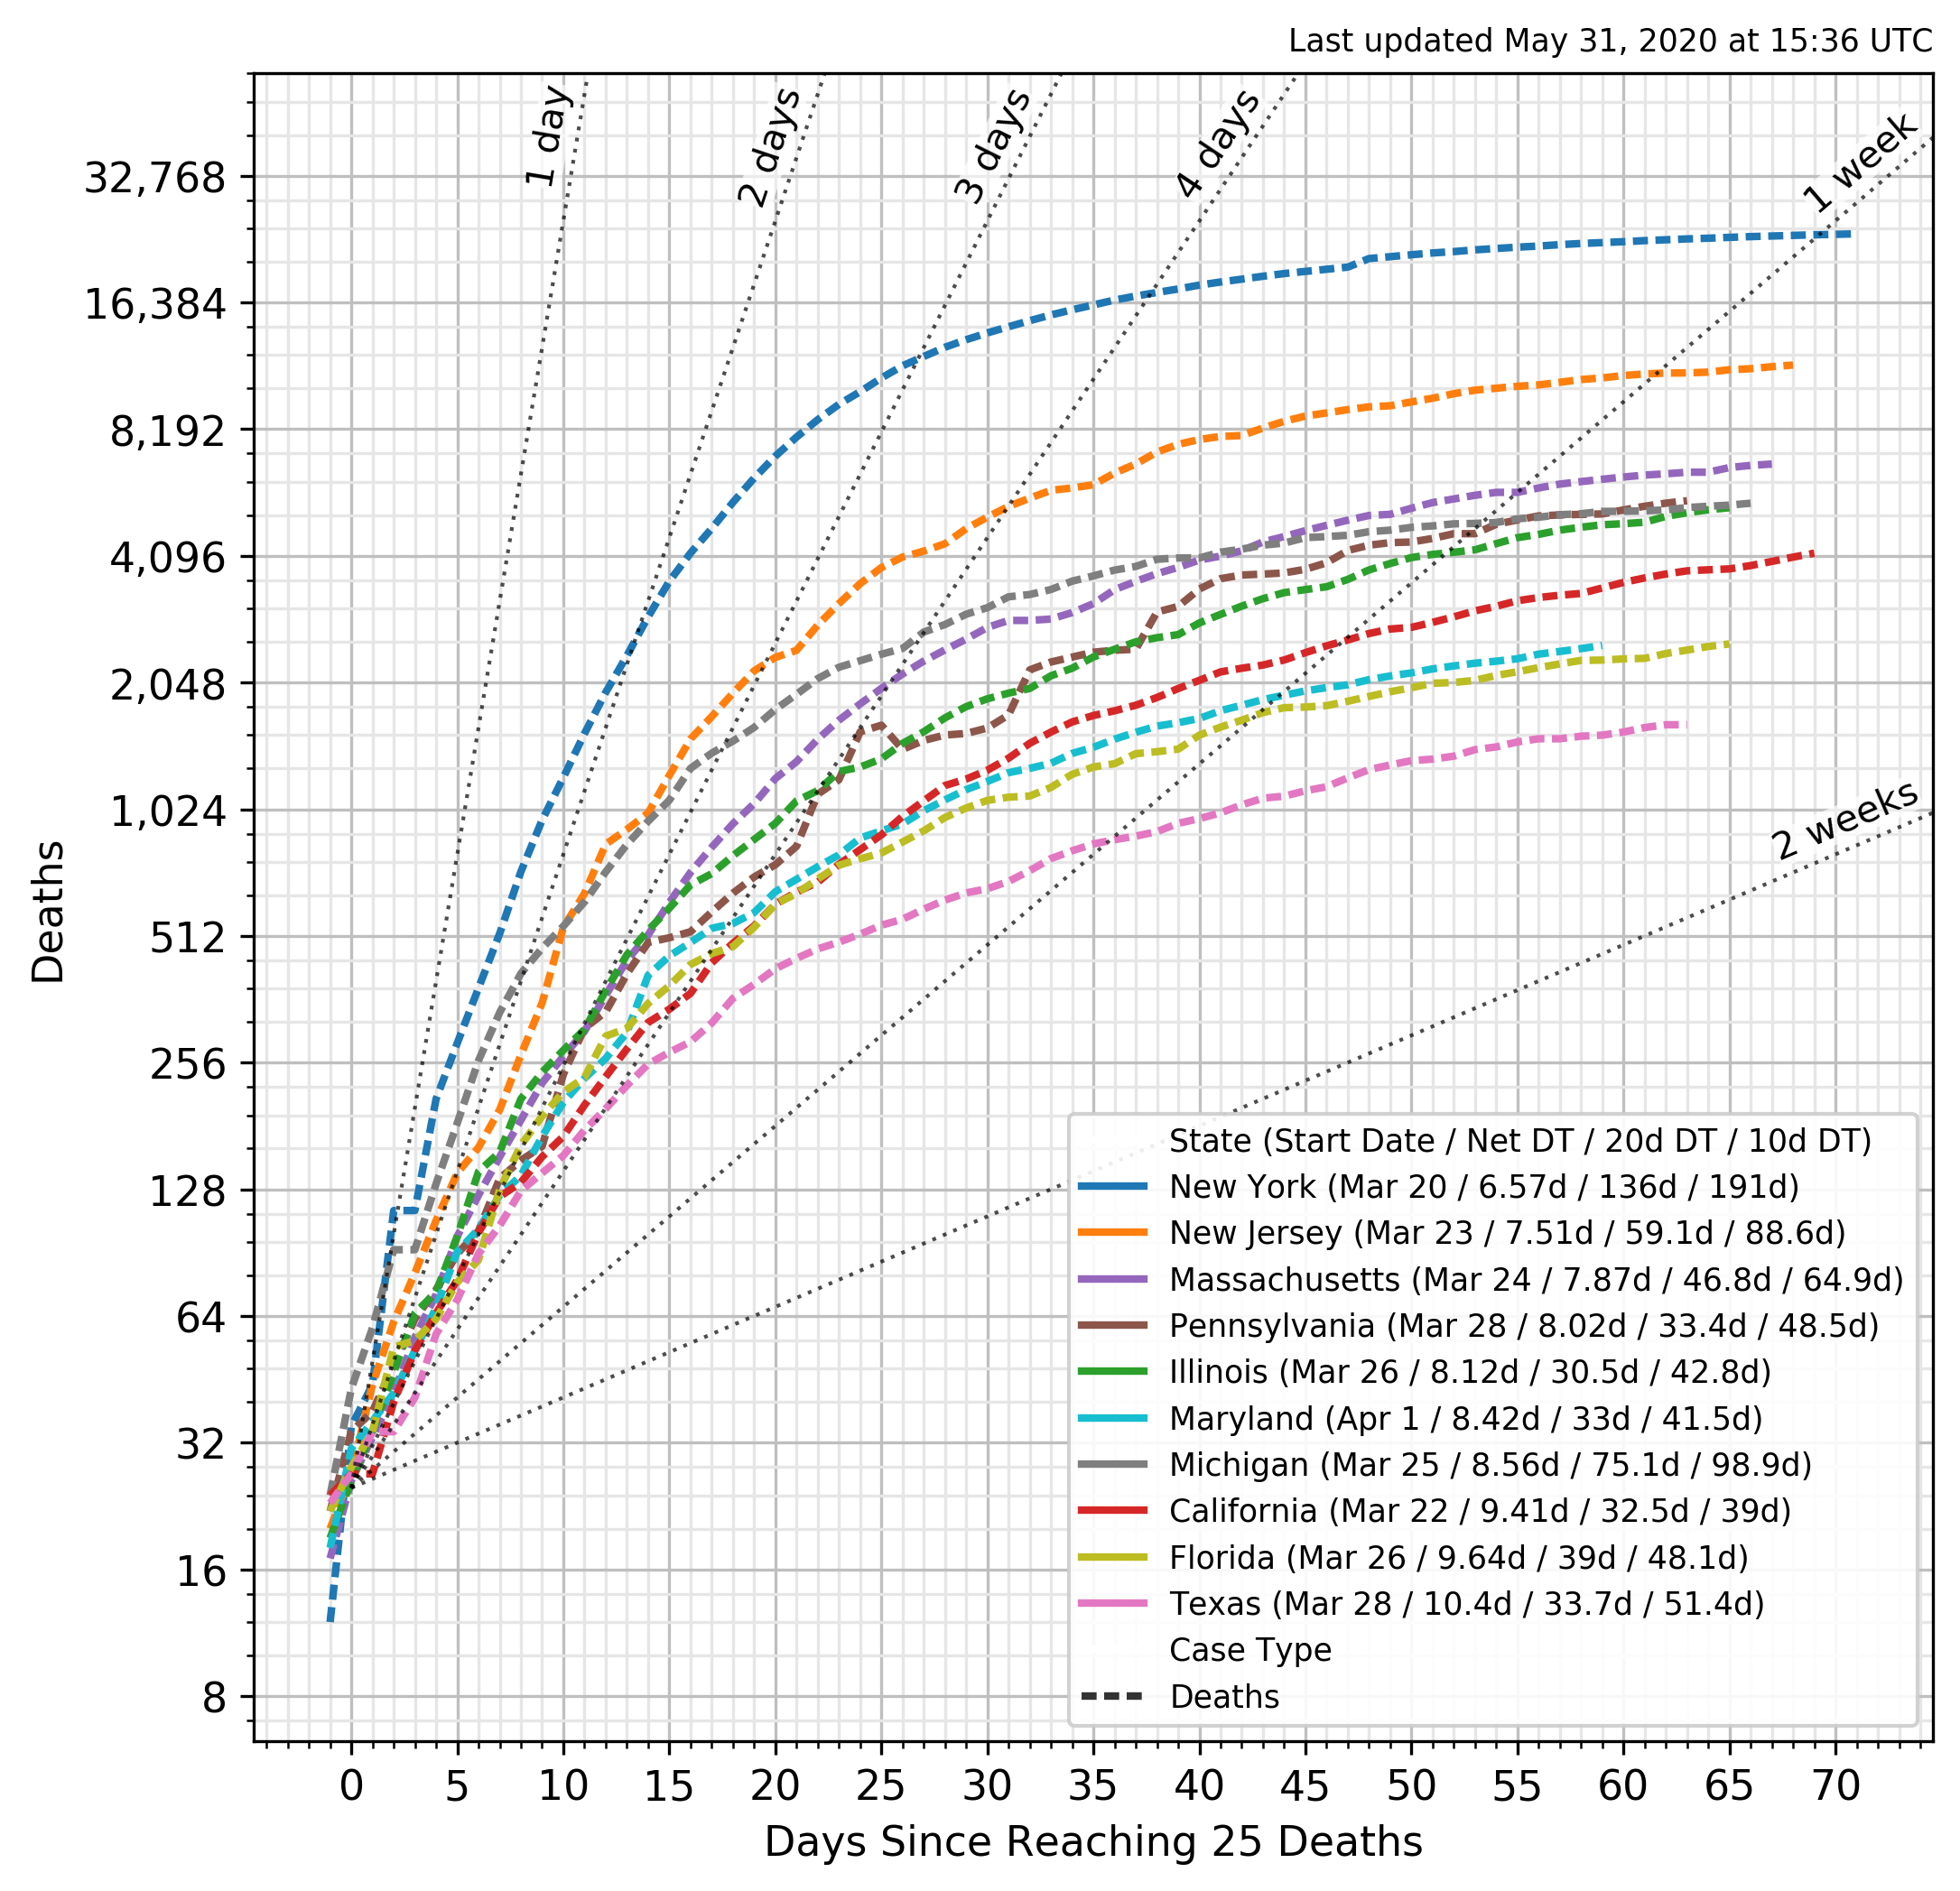 Last updated May 31, 2020 at 15:36 UTC
1 day
2 days
3 days
4 days
1 week
2 weeks
32,768
16,384
8,192
4,096
2,048
1,024
512
256
128
64
32
16
8
Deaths
State (Start Date / Net DT / 20d DT / 10d DT)
New York (Mar 20 / 6.57d / 136d / 191d)
New Jersey (Mar 23 / 7.51d / 59.1d / 88.6d)
Massachusetts (Mar 24 / 7.87d / 46.8d / 64.9d)
Pennsylvania (Mar 28 / 8.02d / 33.4d / 48.5d)
Illinois (Mar 26 / 8.12d / 30.5d / 42.8d)
Maryland (Apr 1 / 8.42d / 33d / 41.5d)
Michigan (Mar 25 / 8.56d / 75.1d / 98.9d)
California (Mar 22 / 9.41d / 32.5d / 39d)
Florida (Mar 26 / 9.64d / 39d / 48.1d)
Texas (Mar 28 / 10.4d / 33.7d / 51.4d)
Case Type
Deaths
0 5 10 15 20 25 30 35 40 45 50 55 60 65 70
Days Since Reaching 25 Deaths